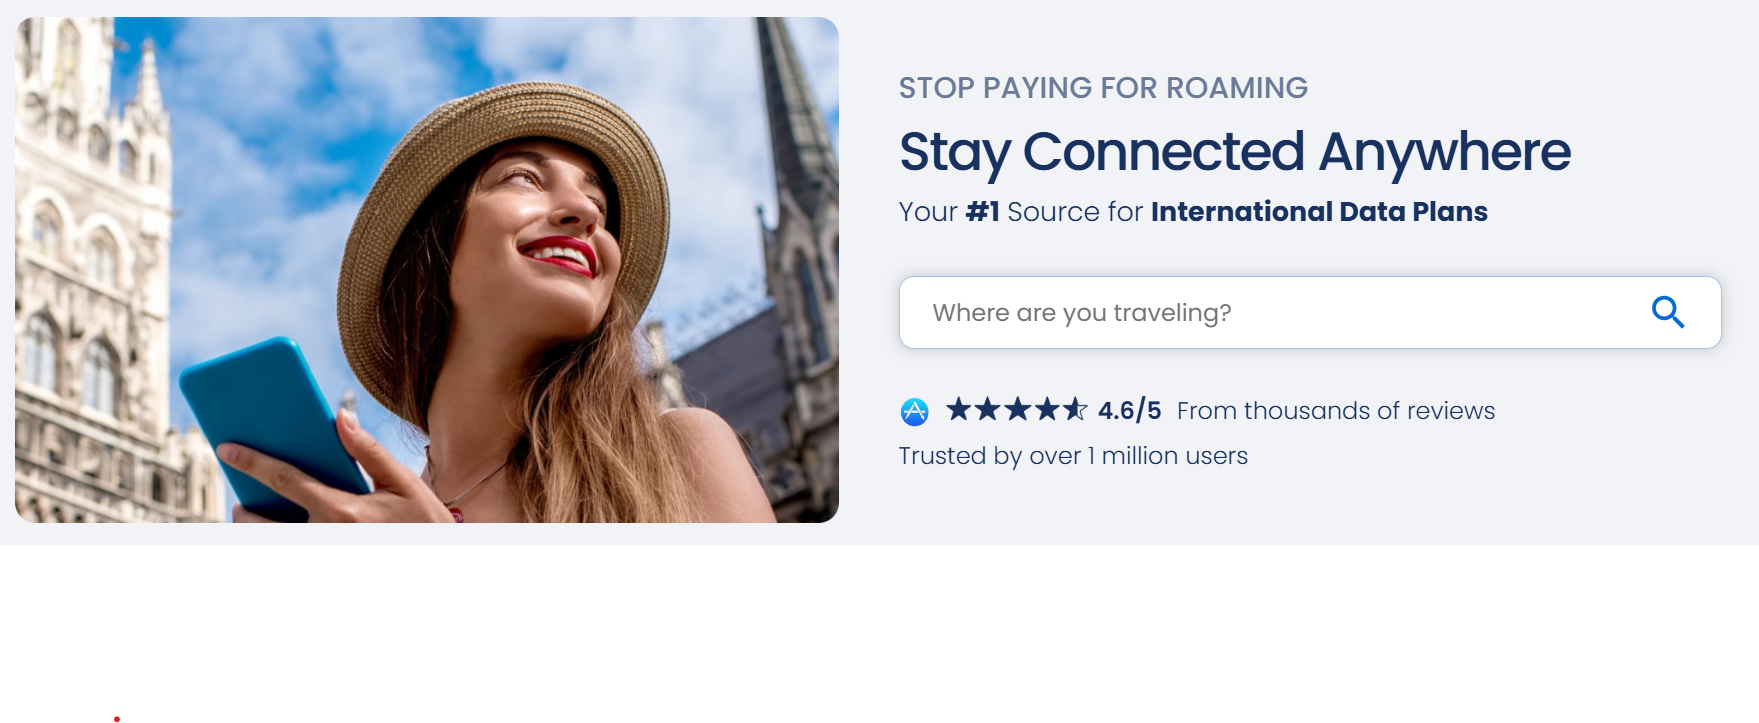 STOP PAYING FOR ROAMING
Stay Connected Anywhere
Your #1 Source for International Data Plans
Where are you traveling?
4.6/5 From thousands of reviews
Trusted by over 1 million users